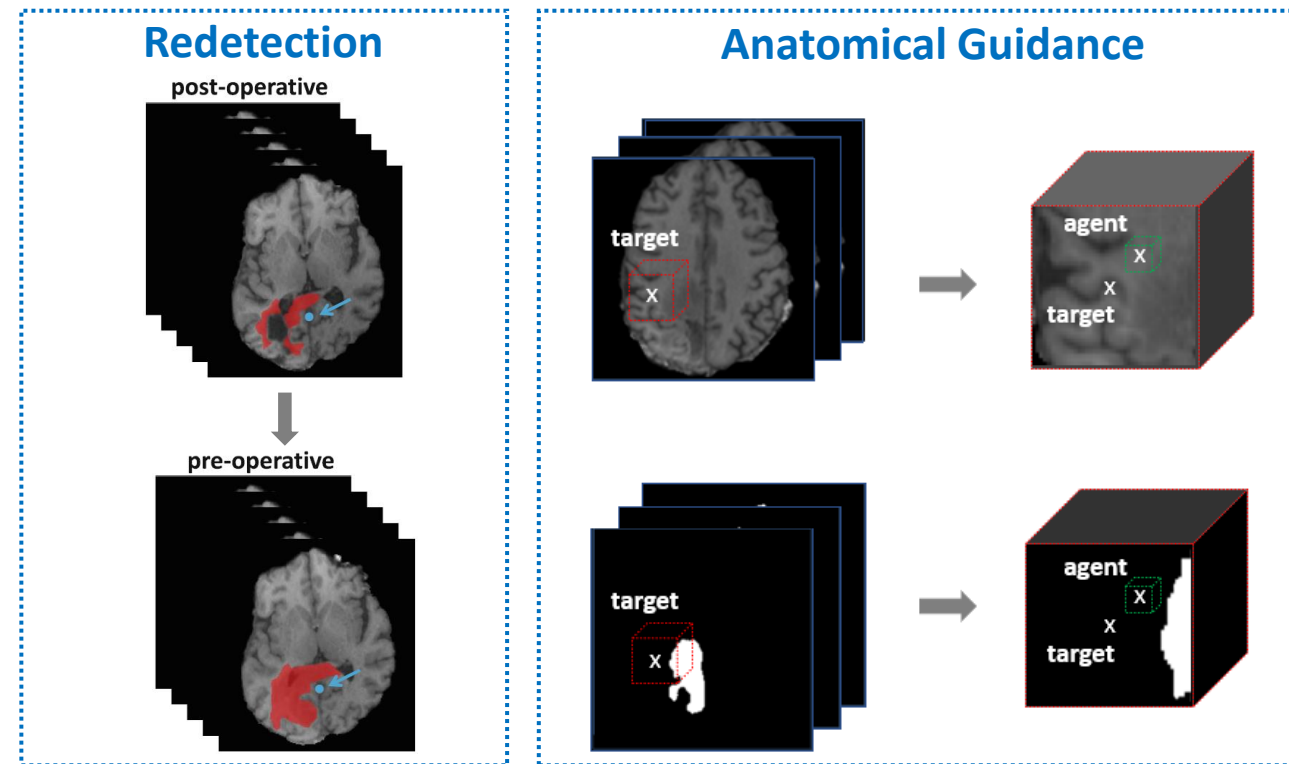 Redetection
post-operative
pre-operative
Anatomical Guidance
target
X
agent
X
X
target
target
X
agent
X
X
target